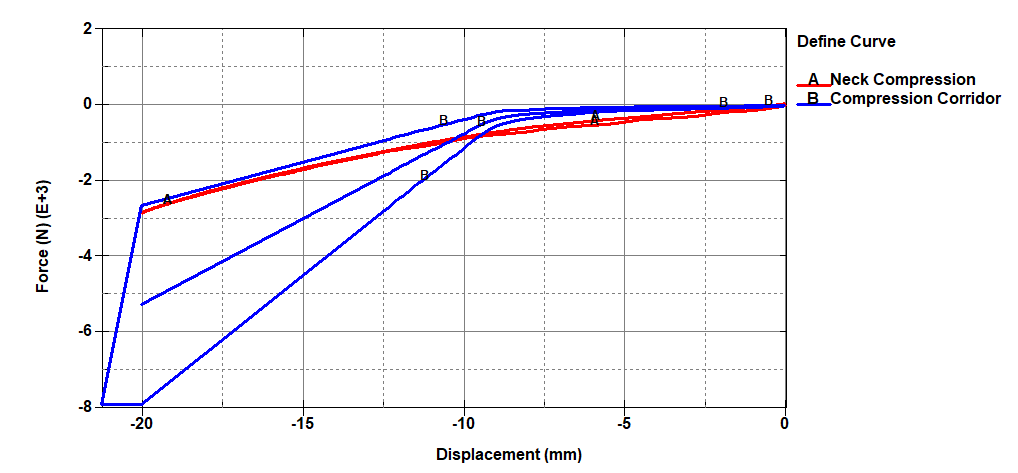 Define Curve
A Neck Compression
B Compression Corridor
2
0
-2
-4
-6
-8
Force (N) (E+3)
A
A
A
B
B
B
B
B
-20
-15
-10
-5
0
Displacement (mm)